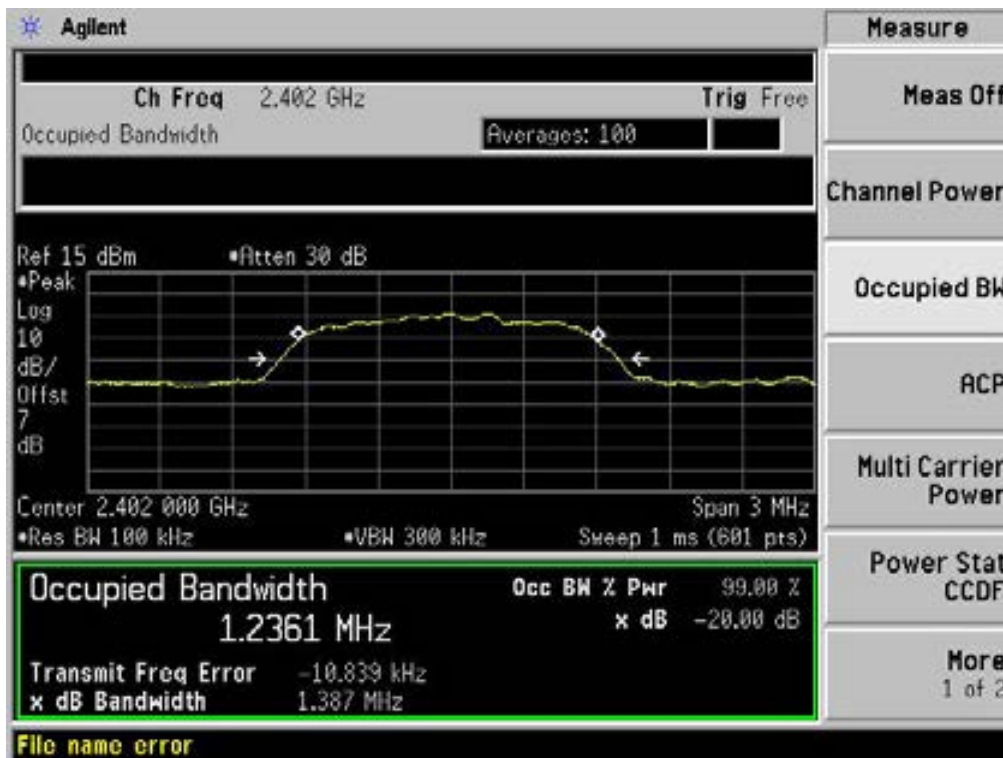 Agilent
Measure
Ch Freq 2.402 GHz
Trig Free
Occupied Bandwidth
Averages: 100
Meas Off
Channel Power
Occupied BW
ACP
Multi Carrier
Power
Power Stat
CCDF
More
1 of 2
Ref 15 dBm
•Atten 30 dB
•Peak
Log
10
dB/
Offst
7
dB
Center 2.402 000 GHz
Span 3 MHz
•Res BW 100 kHz
•VBW 300 kHz
Sweep 1 ms (601 pts)
Occupied Bandwidth
1.2361 MHz
Occ BW % Pwr 99.00 %
x dB -20.00 dB
Transmit Freq Error -10.839 kHz
x dB Bandwidth 1.387 MHz
File name error